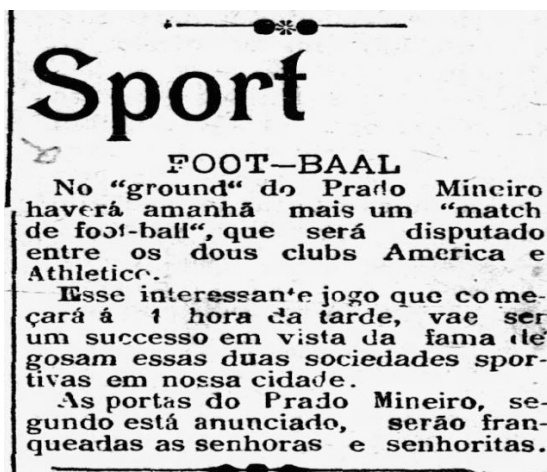 Sport
FOOT—BAAL
No "ground" do Prado Mineiro
haverá amanhã mais um "match
de foot-ball", que será disputado
entre os dous clubs America e
Athletico.
Esse interessante jogo que come-
çará á 1 hora da tarde, vae ser
um successo em vista da fama de
gosam essas duas sociedades spor-
tivas em nossa cidade.
As portas do Prado Mineiro, se-
gundo está anunciado, serão fran-
queadas as senhoras e senhoritas.